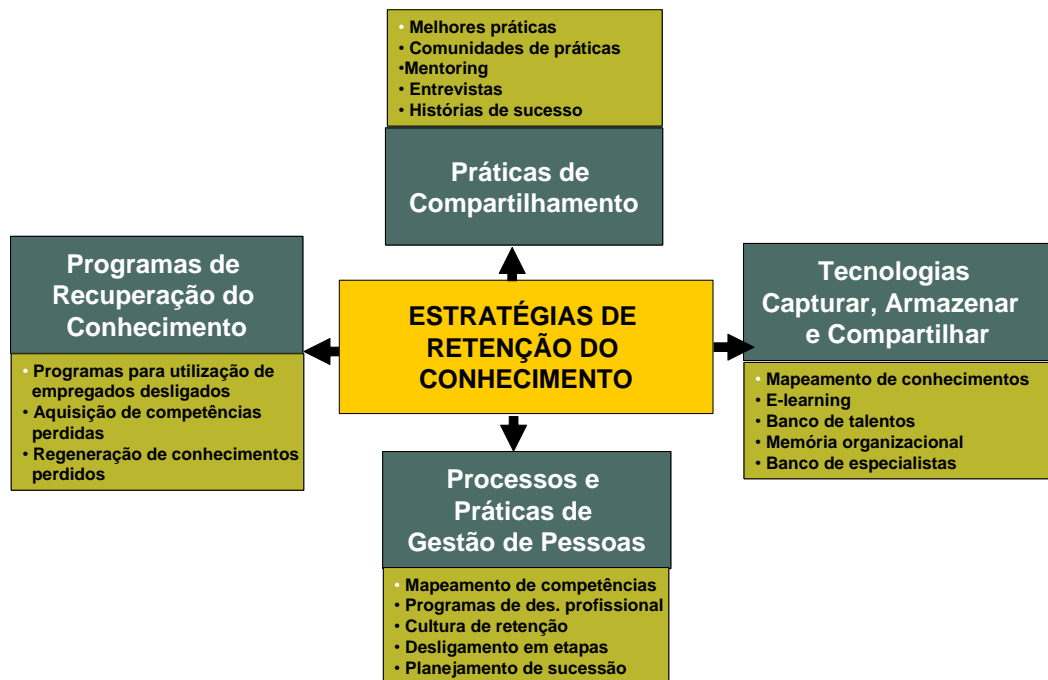 • Melhores práticas
• Comunidades de práticas
•Mentoring
• Entrevistas
• Histórias de sucesso
Práticas de
Compartilhamento
Programas de
Recuperação do
Conhecimento
• Programas para utilização de
empregados desligados
• Aquisição de competências
perdidas
• Regeneração de conhecimentos
perdidos
ESTRATÉGIAS DE
RETENÇÃO DO
CONHECIMENTO
Tecnologias
Capturar, Armazenar
e Compartilhar
• Mapeamento de conhecimentos
• E-learning
• Banco de talentos
• Memória organizacional
• Banco de especialistas
Processos e
Práticas de
Gestão de Pessoas
• Mapeamento de competências
• Programas de des. profissional
• Cultura de retenção
• Desligamento em etapas
• Planejamento de sucessão